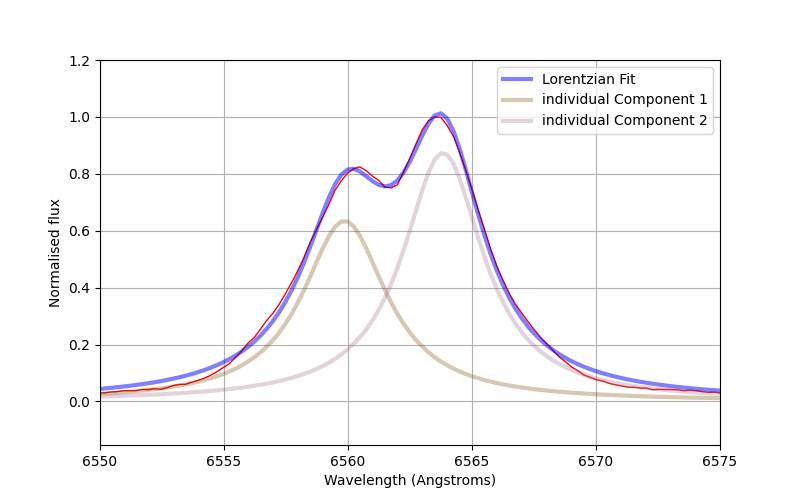 1.2
1.0
0.8
0.6
0.4
0.2
0.0
Normalised flux
Lorentzian Fit
individual Component 1
individual Component 2
6550 6555 6560 6565 6570 6575
Wavelength (Angstroms)